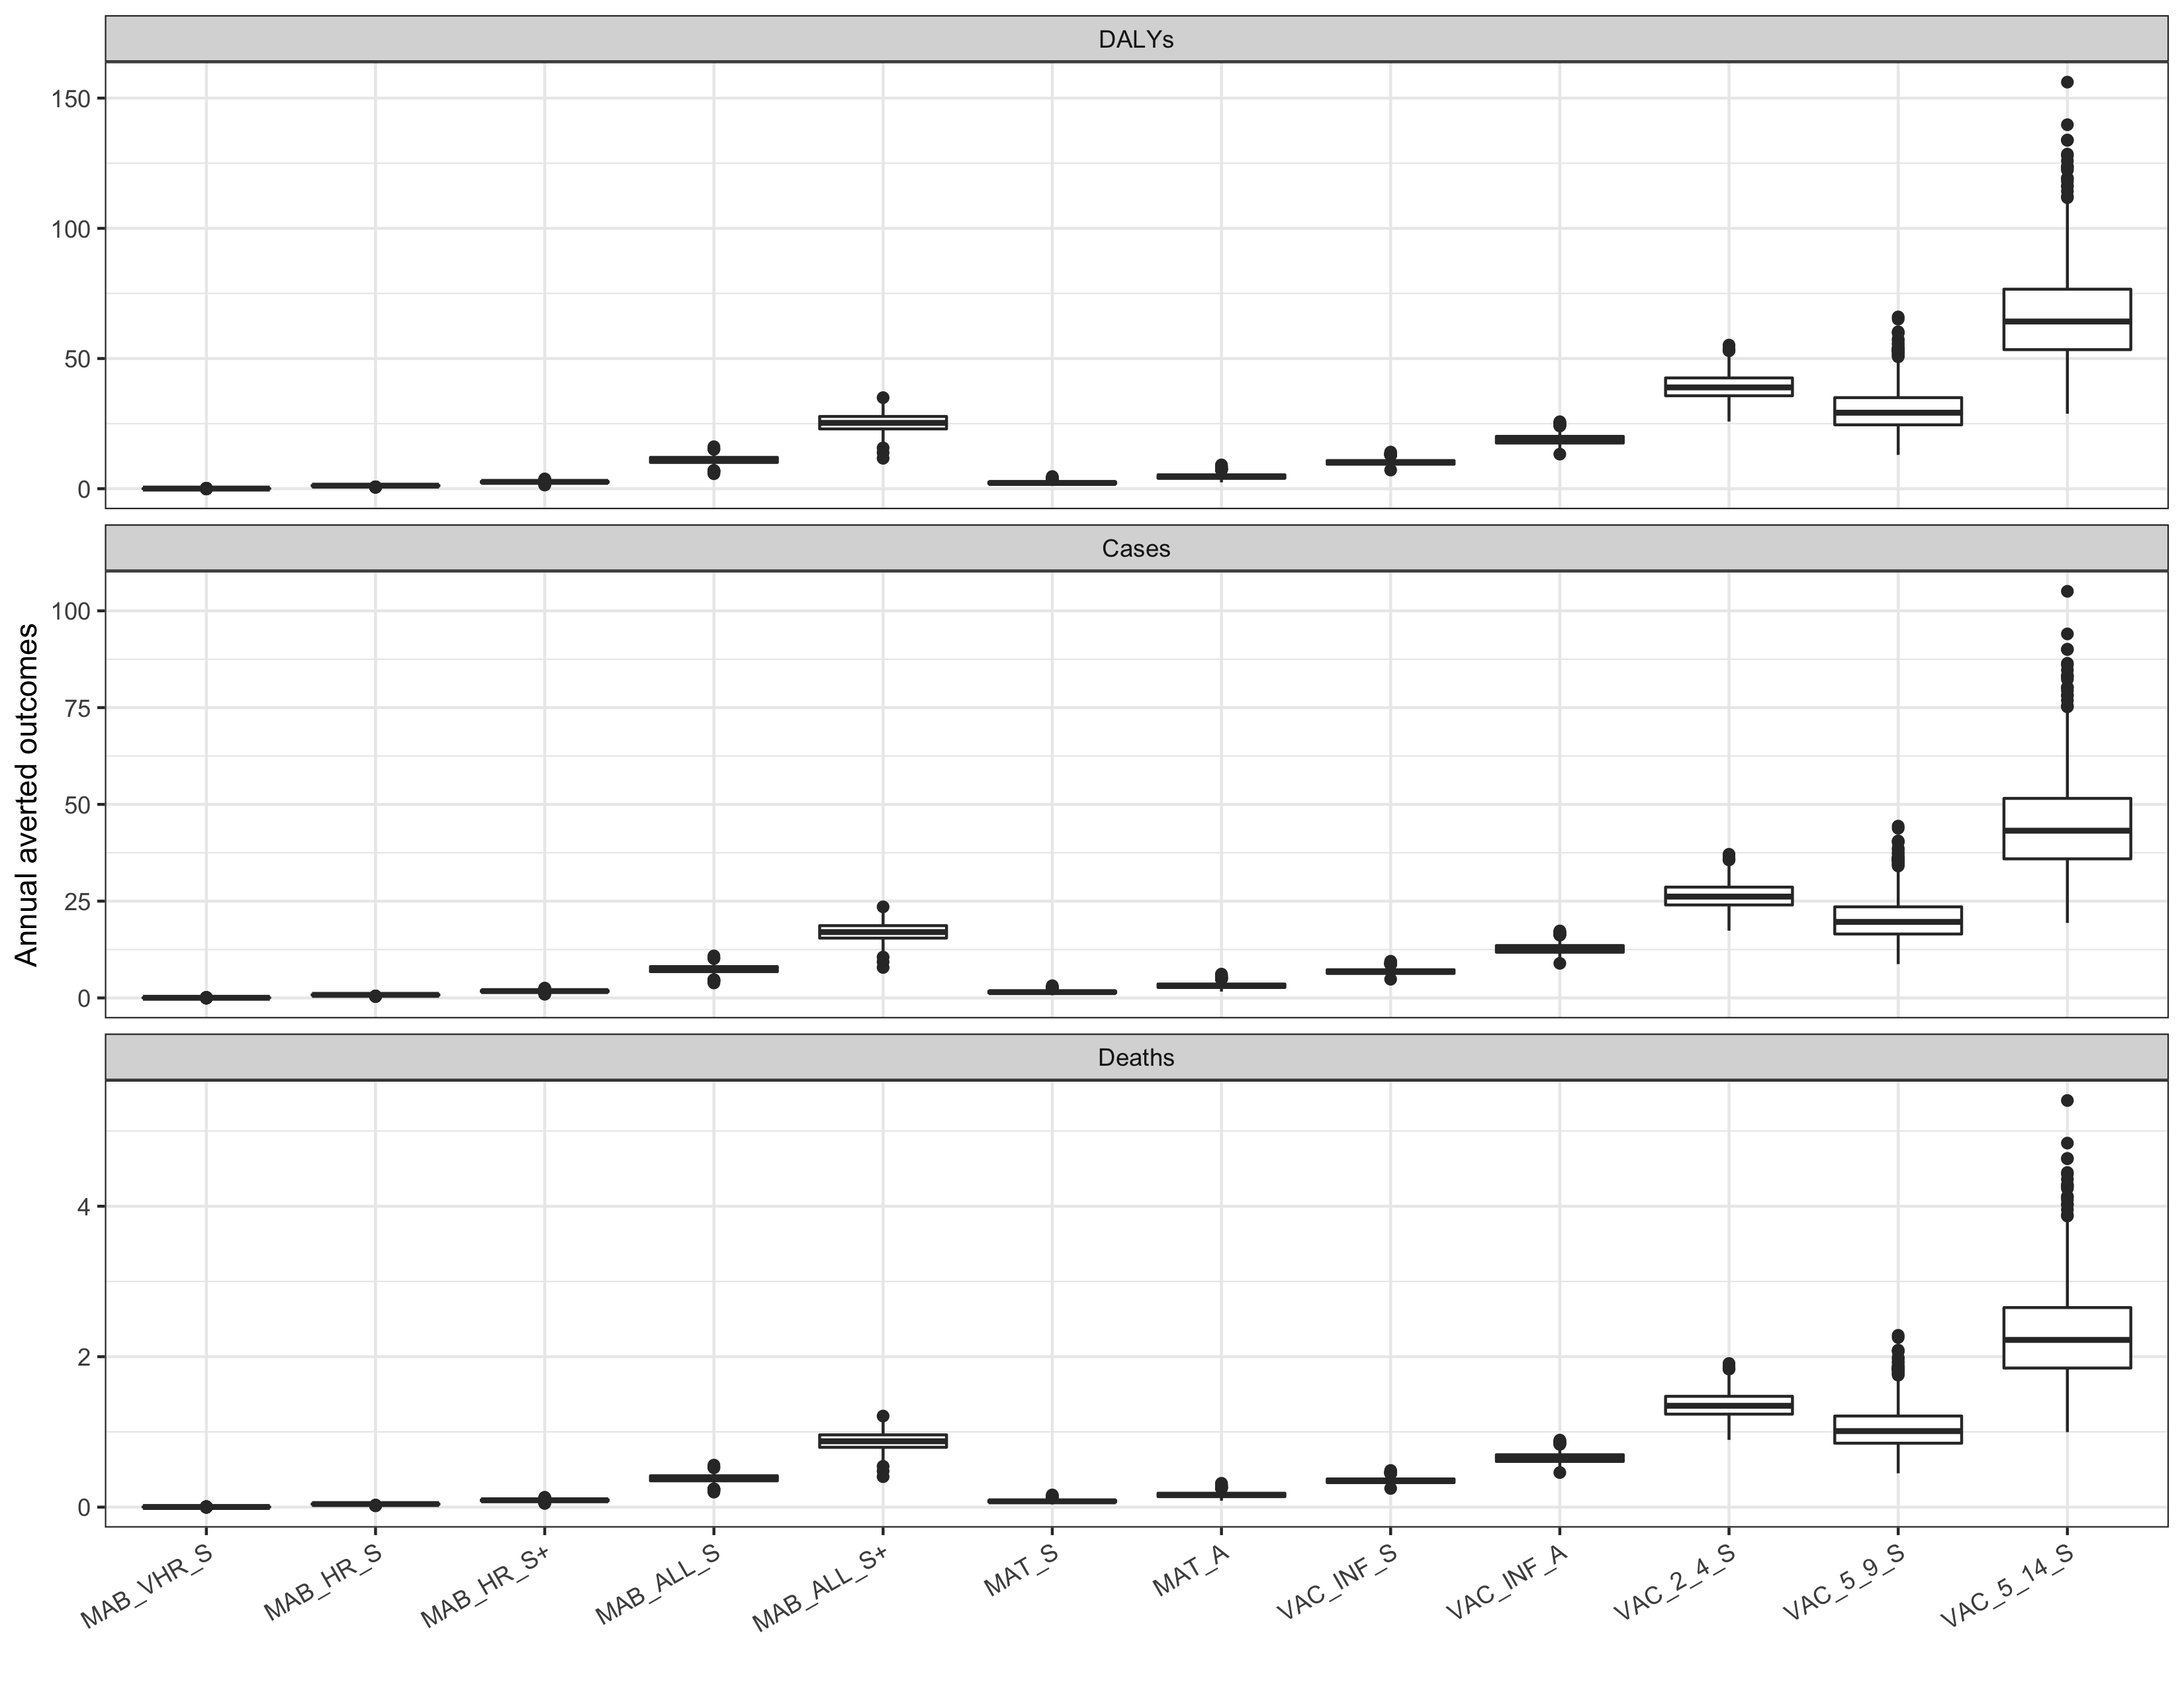 DALYs
150
100
50
0
Cases
100
75
50
25
0
Deaths
4
2
0
Annual averted outcomes
MAB_VHR_S
MAB_HR_S
MAB_HR_S+
MAB_ALL_S
MAB_ALL_S+
MAT_S
MAT_A
VAC_INF_S
VAC_INF_A
VAC_2_4_S
VAC_5_9_S
VAC_5_14_S